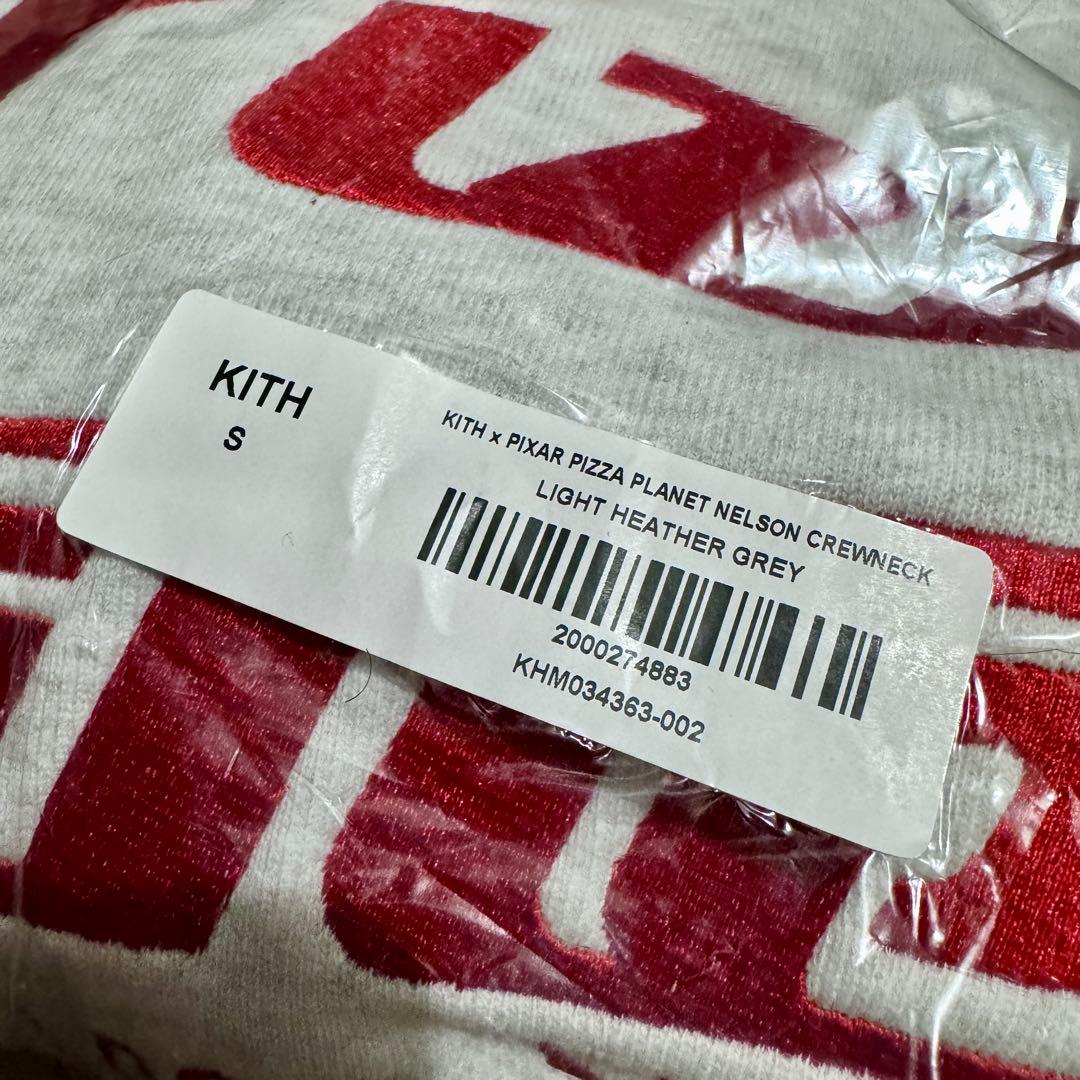 KITH
S
KITH x PIXAR PIZZA PLANET NELSON CREWNECK
LIGHT HEATHER GREY
2000274883
KHM034363-002